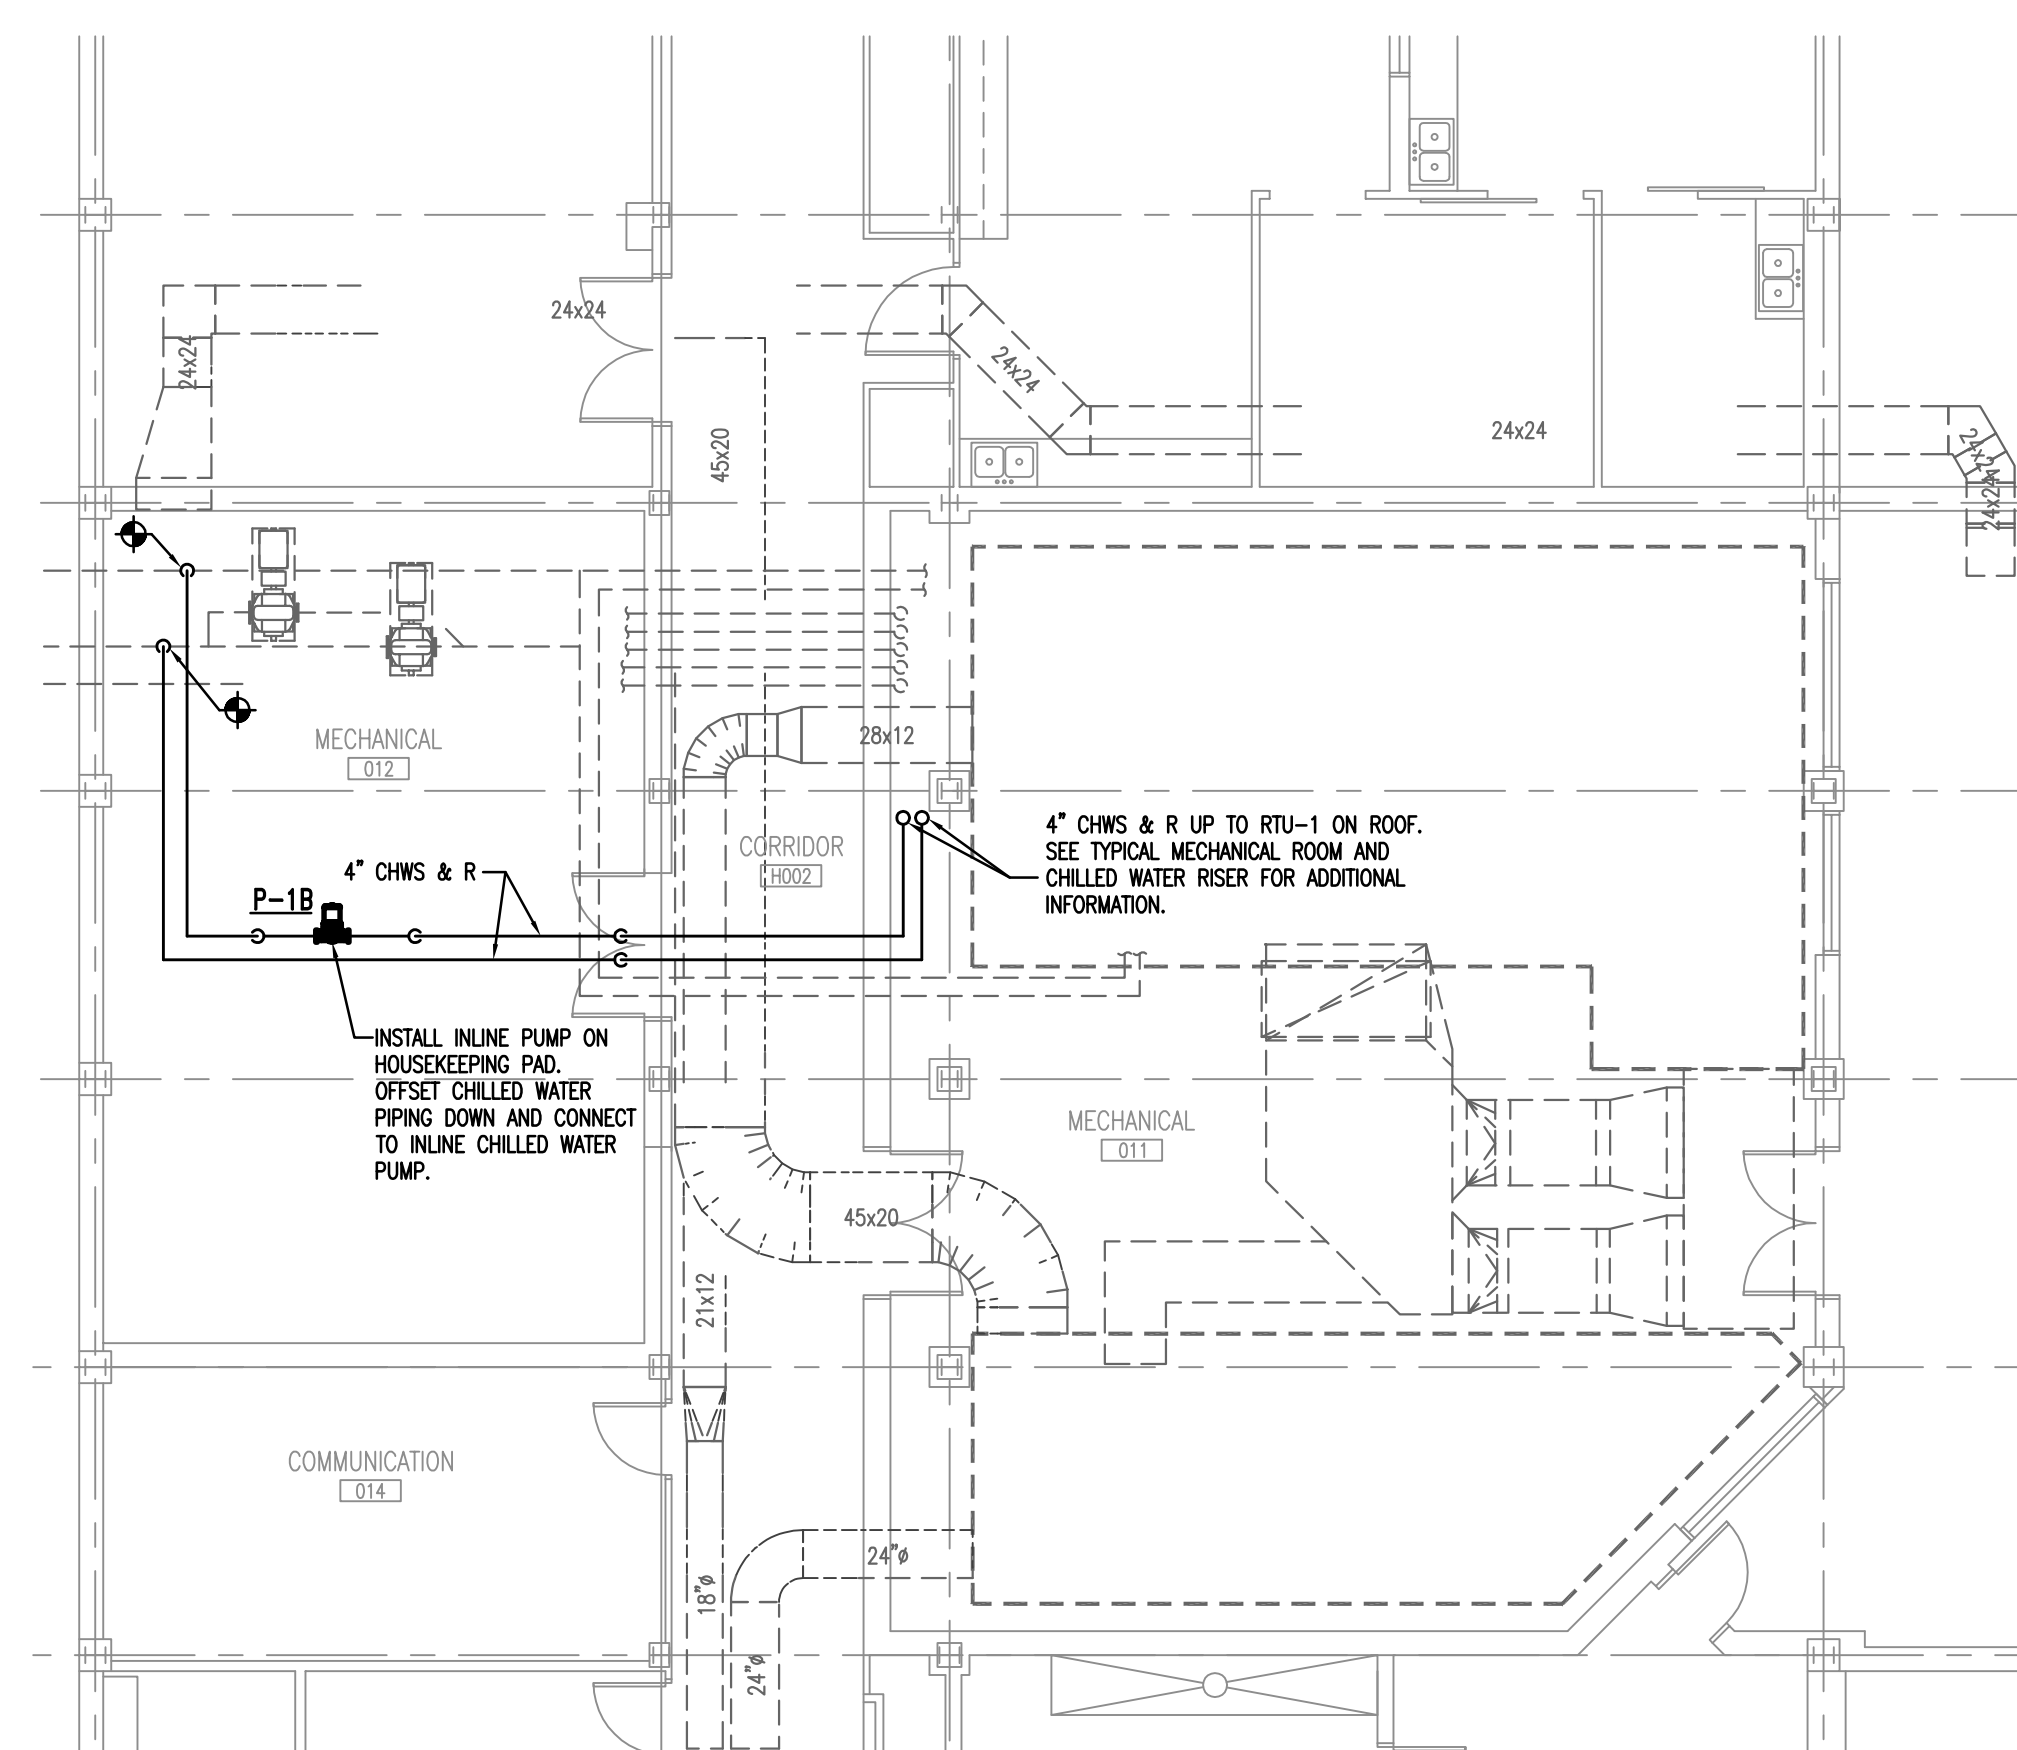 24x24
24x24
24x24
24x24
24x24
24x24
45x20
MECHANICAL
012
28x12
CORRIDOR
H002
4" CHWS & R UP TO RTU-1 ON ROOF.
SEE TYPICAL MECHANICAL ROOM AND
CHILLED WATER RISER FOR ADDITIONAL
INFORMATION.
4" CHWS & R
P-1B
INSTALL INLINE PUMP ON
HOUSEKEEPING PAD.
OFFSET CHILLED WATER
PIPING DOWN AND CONNECT
TO INLINE CHILLED WATER
PUMP.
MECHANICAL
011
45x20
21x12
COMMUNICATION
014
24"ø
18"ø
24"ø